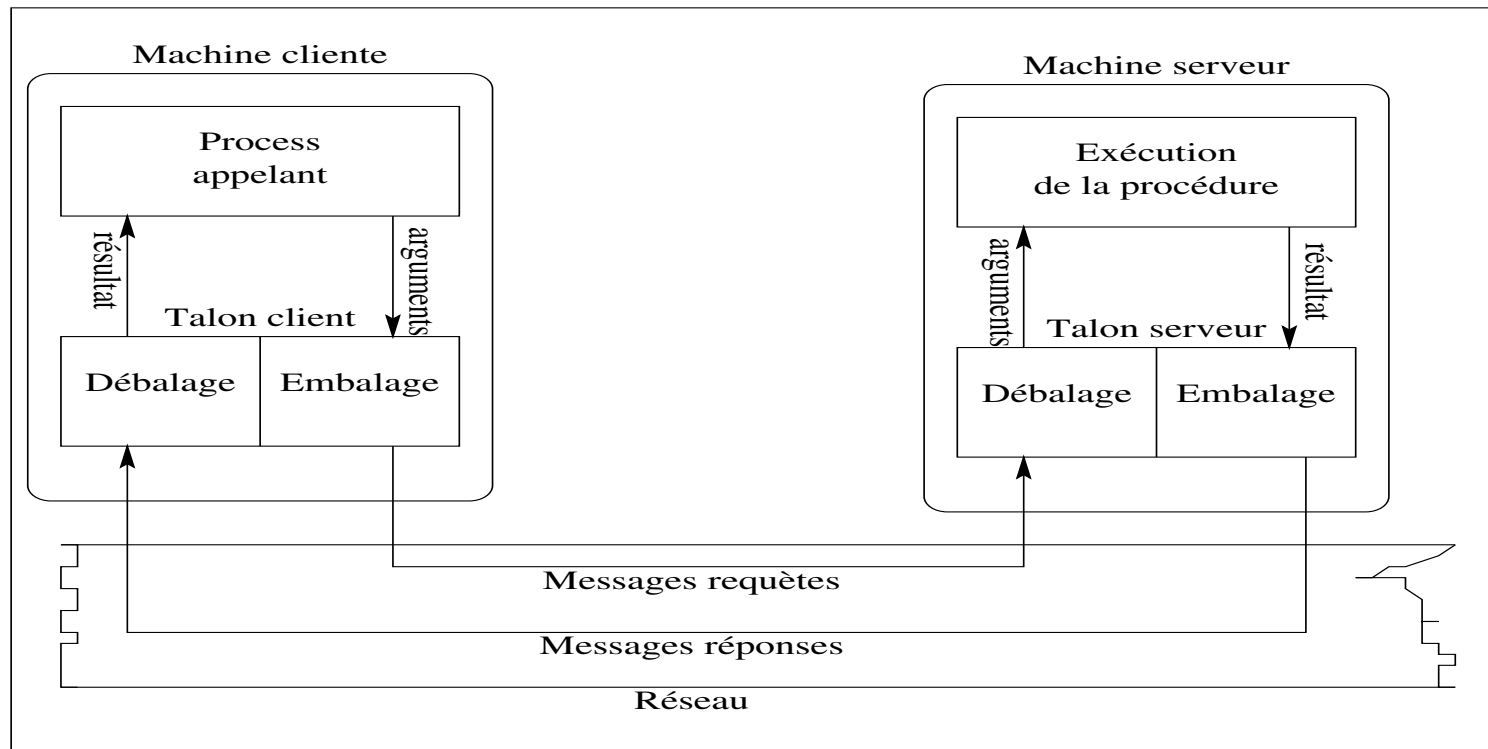 Machine cliente
Process
appelant
résultat
arguments
Talon client
Débalage
Embalage
Machine serveur
Exécution
de la procédure
arguments
résultat
Talon serveur
Débalage
Embalage
Messages requètes
Messages réponses
Réseau